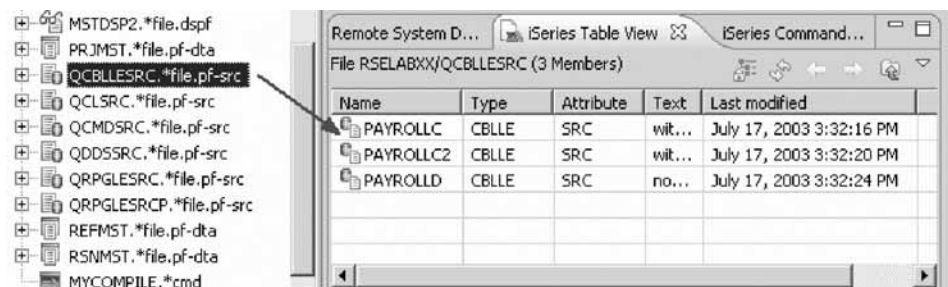 MSTDSP2.*file.dspf
PRJMST.*file.pf-dta
QCBLLESRC.*file.pf-src
QCLSRC.*file.pf-src
QCMDSRC.*file.pf-src
QDDSSRC.*file.pf-src
QRPGLESRC.*file.pf-src
QRPGLESRCP.*file.pf-src
REFMST.*file.pf-dta
RSNMST.*file.pf-dta
MYCOMPILE.*cmd
Remote System D... iSeries Table View iSeries Command...
File RSELABXX/QCBLLESRC (3 Members)
Name Type Attribute Text Last modified
PAYROLLC CBLLE SRC wit... July 17, 2003 3:32:16 PM
PAYROLLC2 CBLLE SRC wit... July 17, 2003 3:32:20 PM
PAYROLLD CBLLE SRC no... July 17, 2003 3:32:24 PM